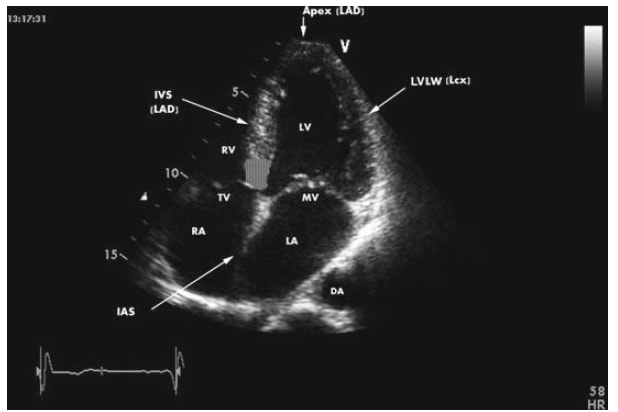 13:17:31
Apex (LAD)
V
5
IVS
(LAD)
LVLW (Lcx)
LV
RV
10
TV
MV
RA
LA
15
DA
IAS
58
HR